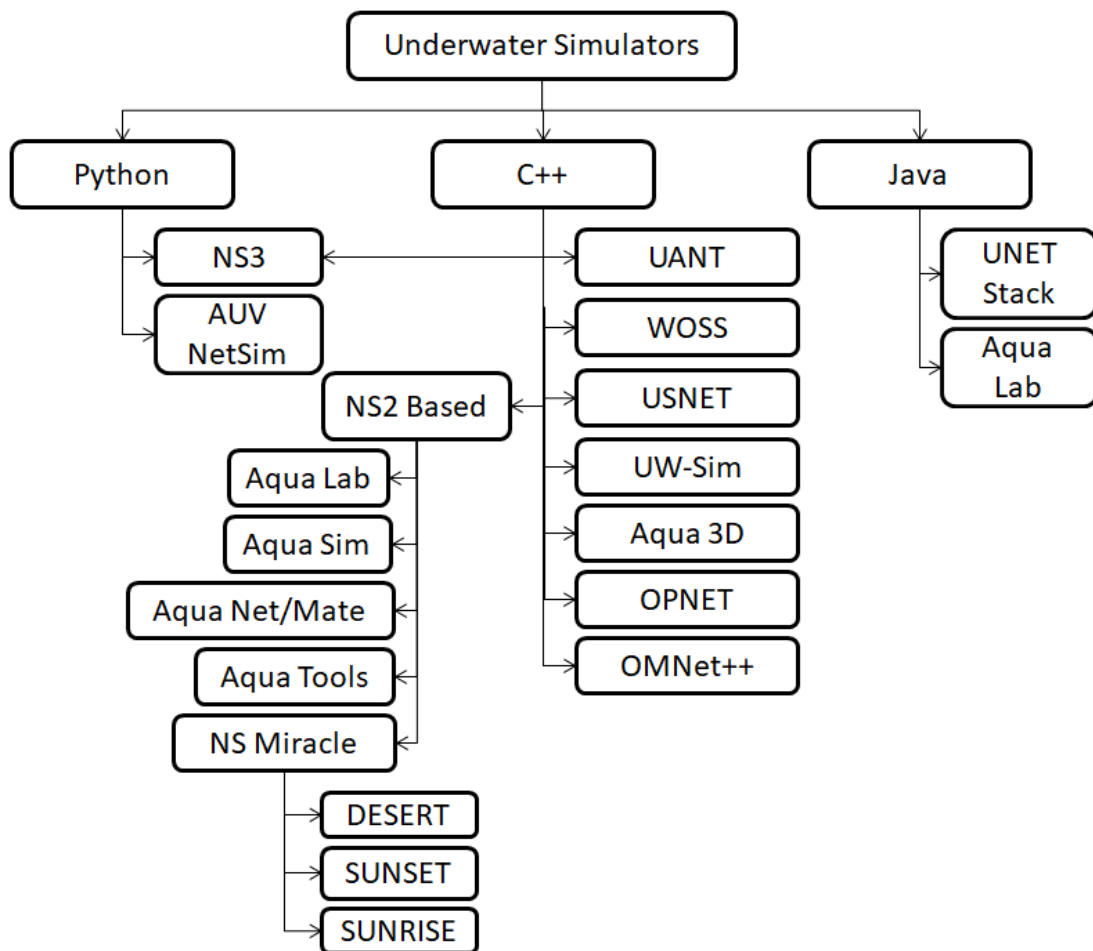 Underwater Simulators
Python
C++
Java
NS3
UANT
UNET
Stack
AUV
NetSim
WOSS
Aqua
Lab
NS2 Based
USNET
Aqua Lab
UW-Sim
Aqua Sim
Aqua 3D
Aqua Net/Mate
OPNET
Aqua Tools
OMNet++
NS Miracle
DESERT
SUNSET
SUNRISE